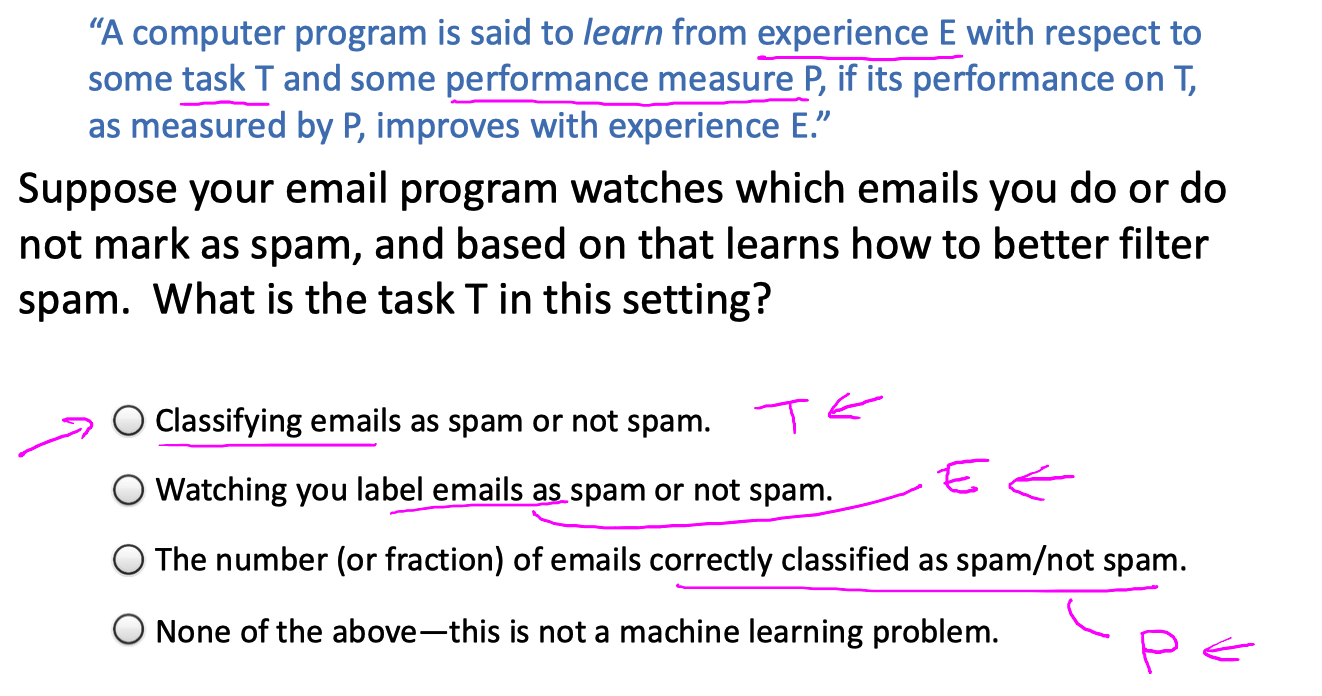 “A computer program is said to learn from experience E with respect to
some task T and some performance measure P, if its performance on T,
as measured by P, improves with experience E.”
Suppose your email program watches which emails you do or do
not mark as spam, and based on that learns how to better filter
spam.  What is the task T in this setting?
Classifying emails as spam or not spam. T
Watching you label emails as spam or not spam. E
The number (or fraction) of emails correctly classified as spam/not spam.
None of the above—this is not a machine learning problem.
P